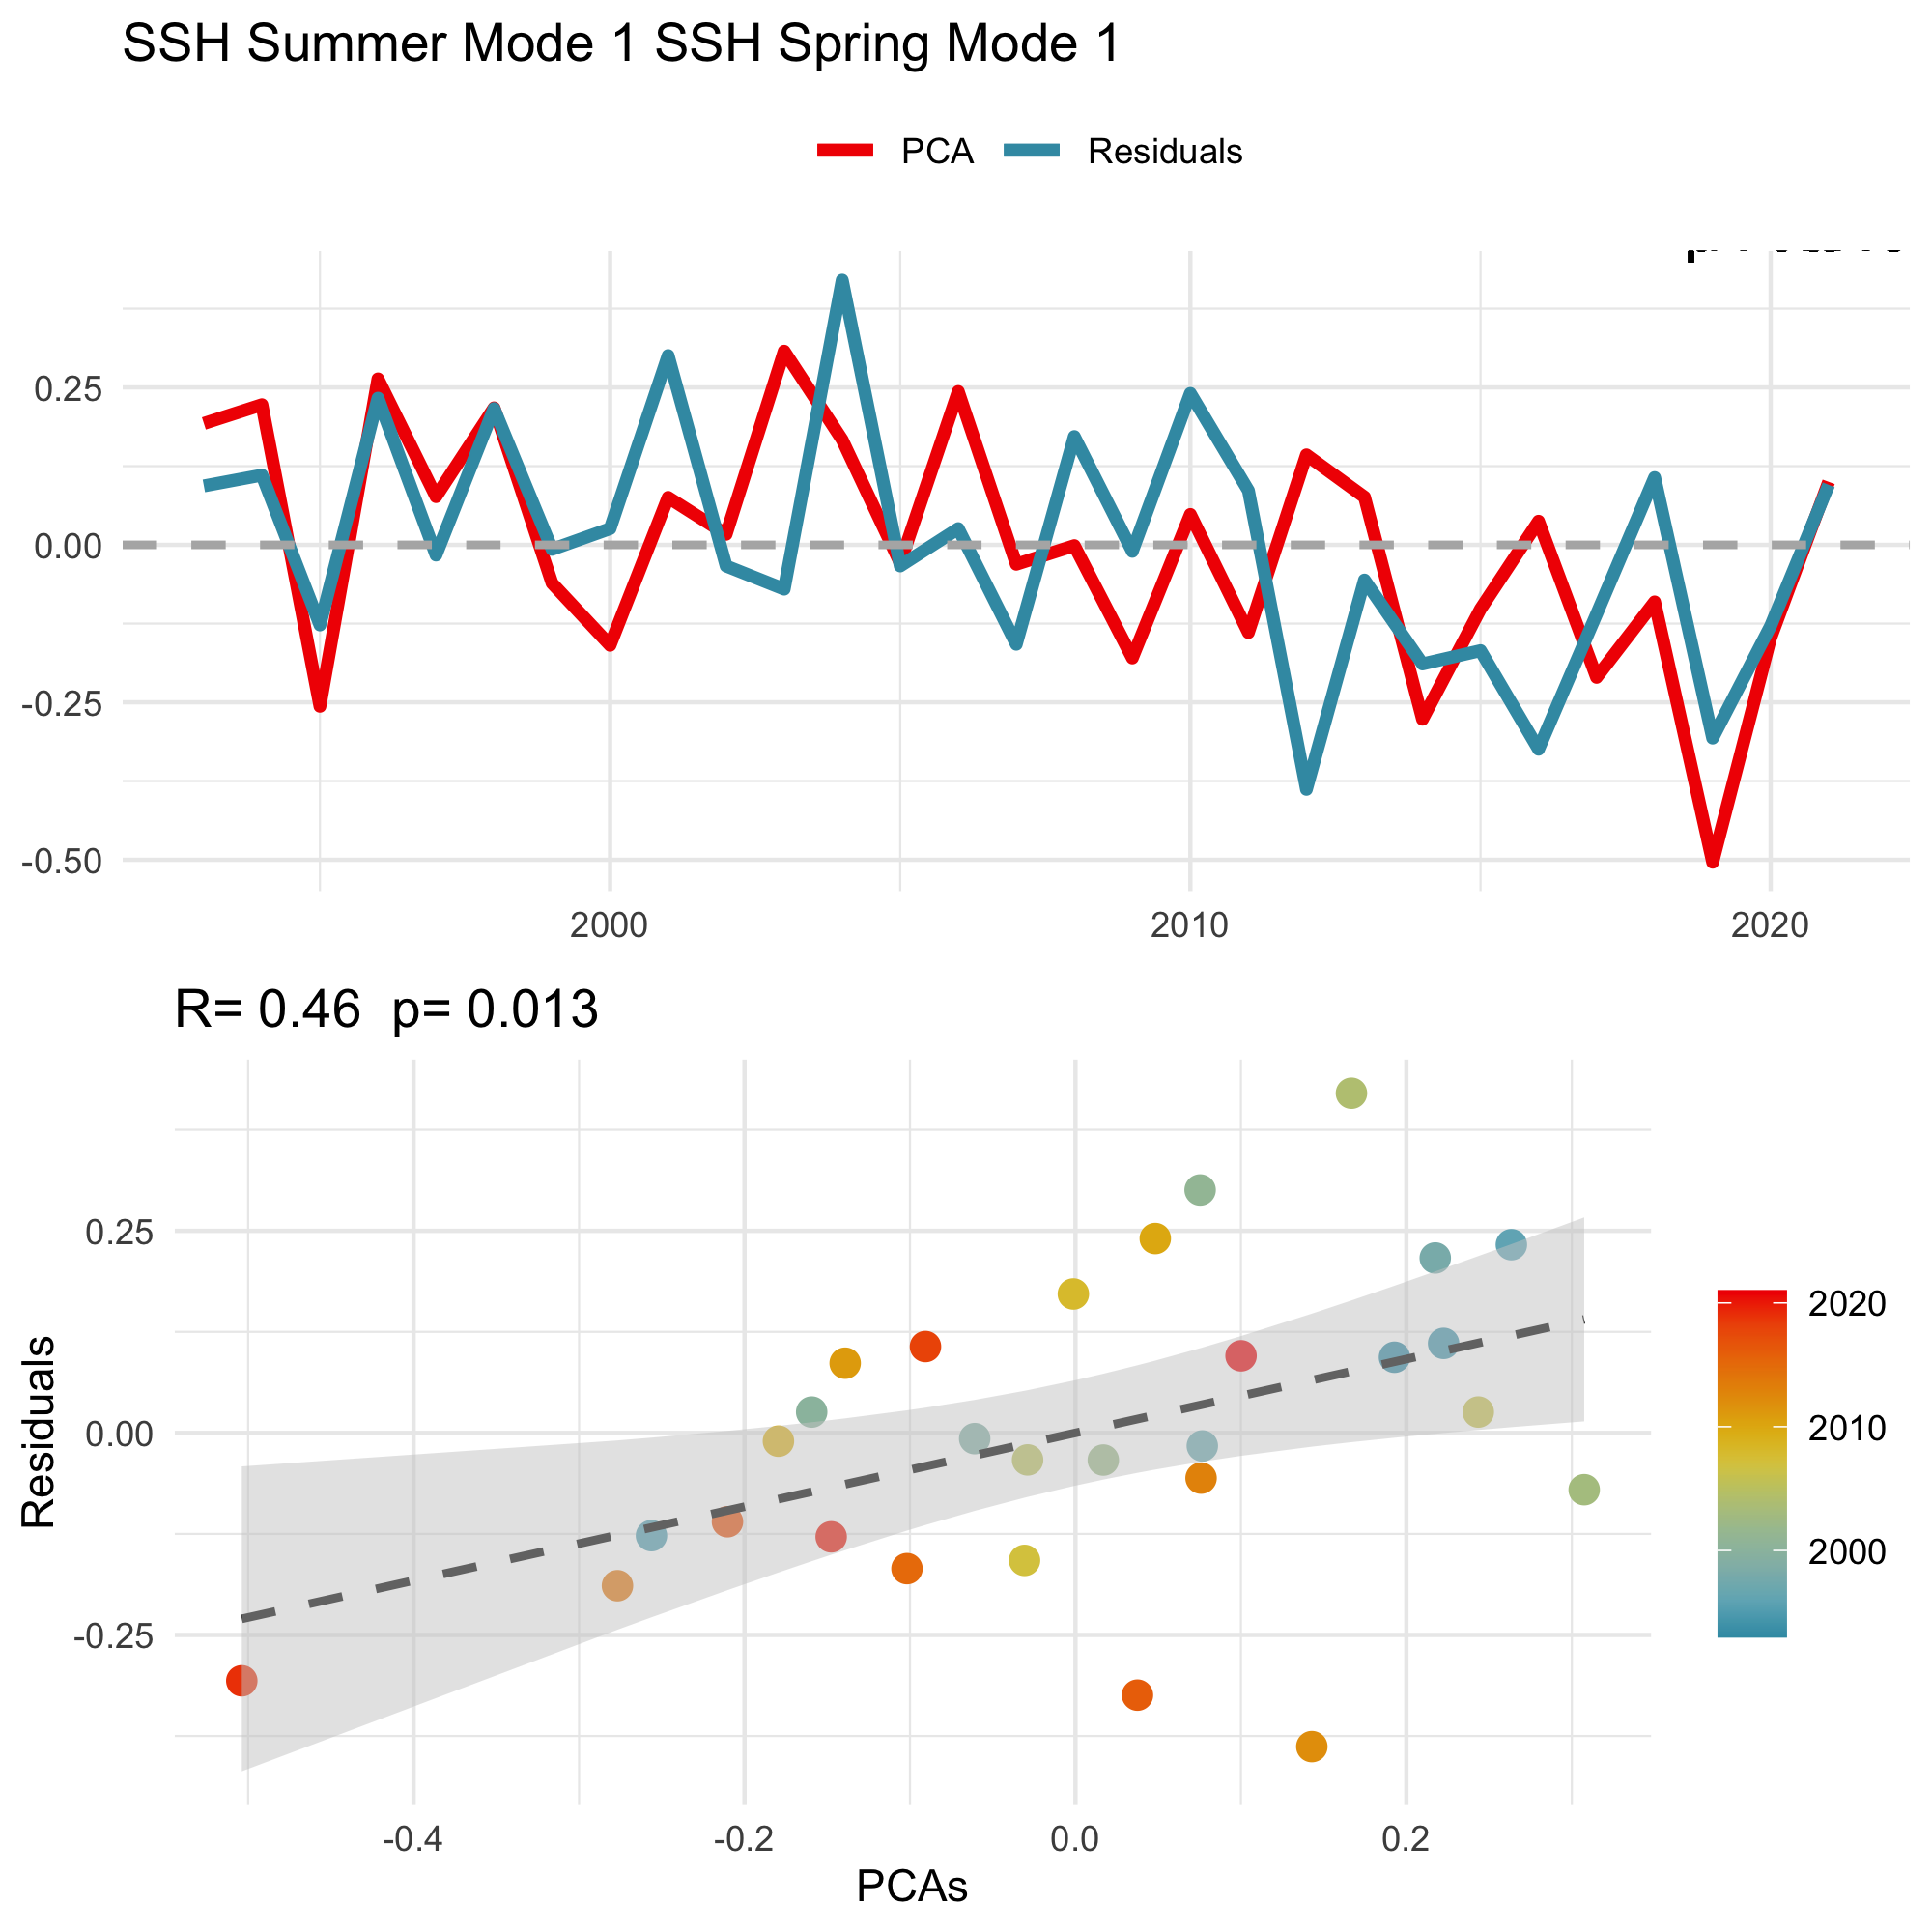 SSH Summer Mode 1 SSH Spring Mode 1
PCA Residuals
0.25
0.00
-0.25
-0.50
2000 2010 2020
R= 0.46 p= 0.013
Residuals
0.25
0.00
-0.25
-0.4 -0.2 0.0 0.2
PCAs
2020
2010
2000